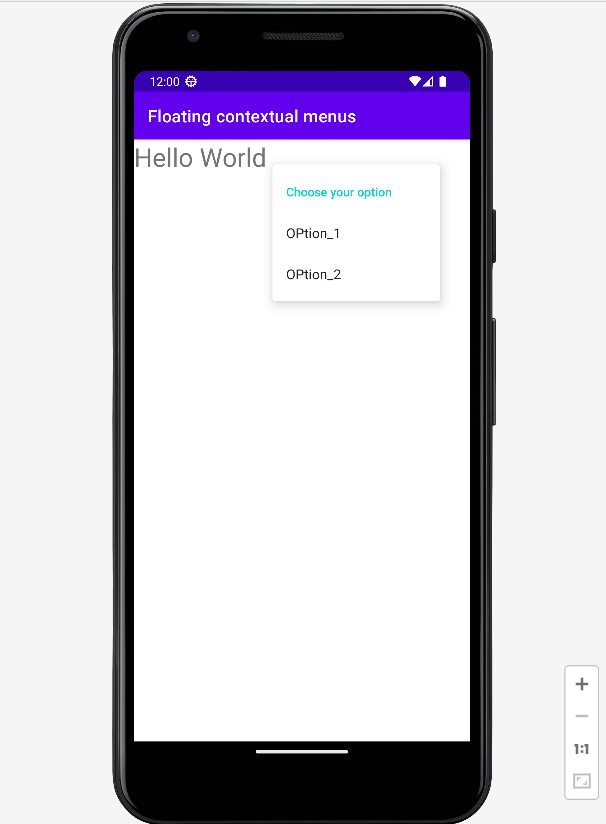 12:00
Floating contextual menus
Hello World
Choose your option
OPtion_1
OPtion_2
1:1